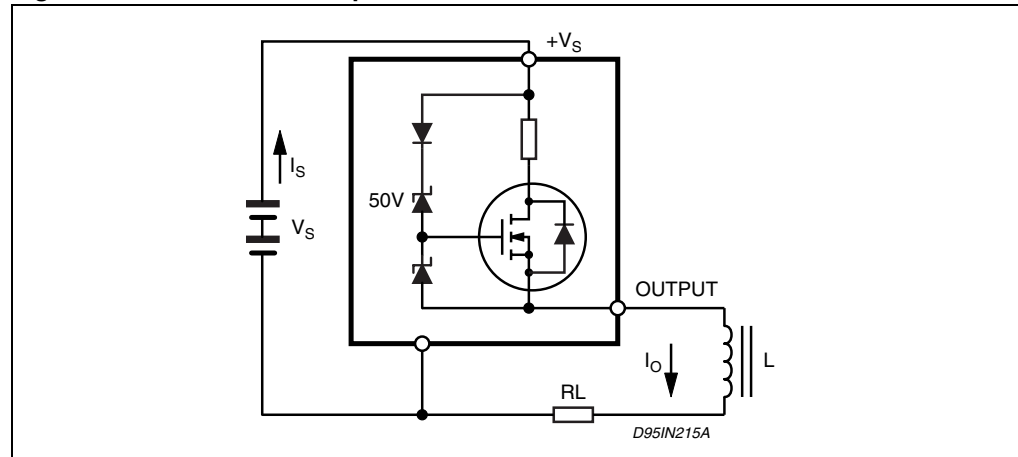 +VS
IS
50V
VS
OUTPUT
IO
L
RL
D95IN215A